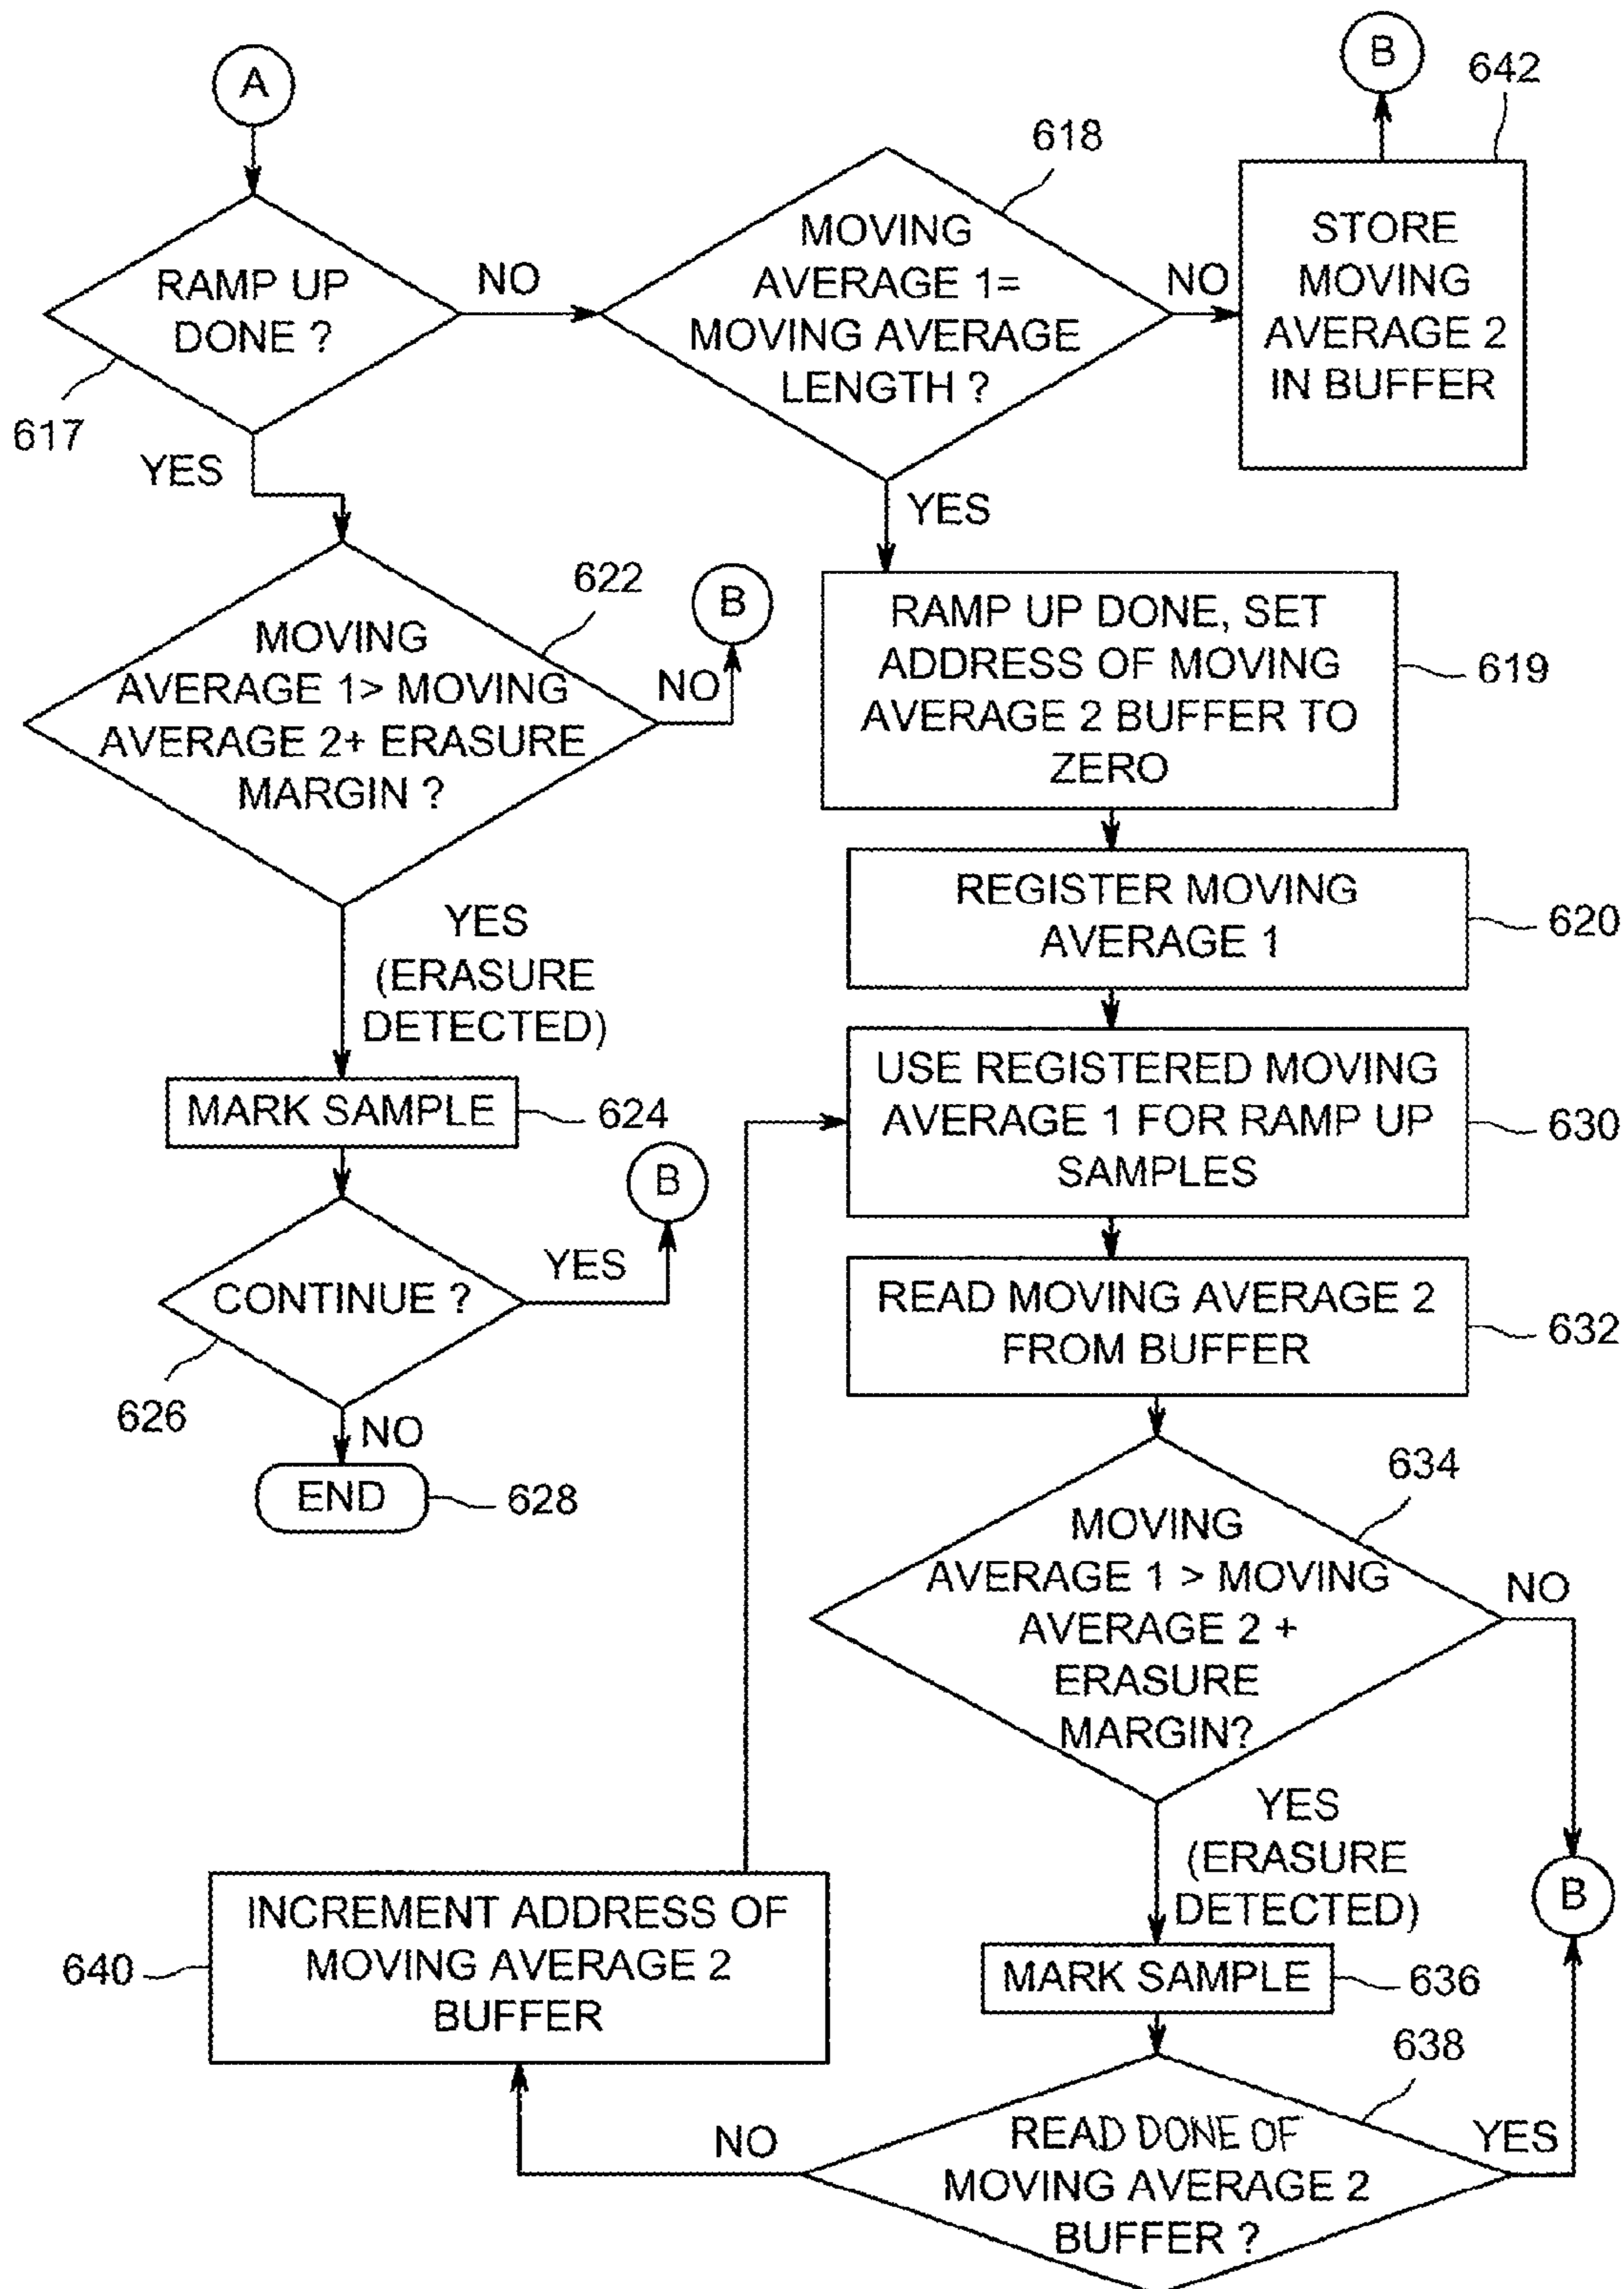 A
RAMP UP
DONE ?
617
NO
YES
MOVING
AVERAGE 1=
MOVING AVERAGE
LENGTH ?
618
NO
YES
B
642
STORE
MOVING
AVERAGE 2
IN BUFFER
MOVING
AVERAGE 1> MOVING
AVERAGE 2+ ERASURE
MARGIN ?
622
B
NO
YES
(ERASURE
DETECTED)
MARK SAMPLE
624
CONTINUE ?
626
YES
B
NO
END
628
RAMP UP DONE, SET
ADDRESS OF MOVING
AVERAGE 2 BUFFER TO
ZERO
619
REGISTER MOVING
AVERAGE 1
620
USE REGISTERED MOVING
AVERAGE 1 FOR RAMP UP
SAMPLES
630
READ MOVING AVERAGE 2
FROM BUFFER
632
MOVING
AVERAGE 1 > MOVING
AVERAGE 2 +
ERASURE
MARGIN?
634
NO
YES
(ERASURE
DETECTED)
B
MARK SAMPLE
636
READ DONE OF
MOVING AVERAGE 2
BUFFER ?
638
YES
NO
INCREMENT ADDRESS OF
MOVING AVERAGE 2
BUFFER
640